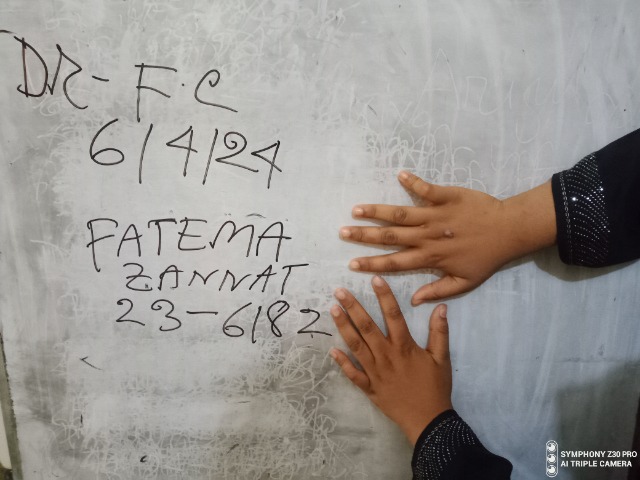 DR- F.C
6/4/24
FATEMA
ZANNAT
23-6182
SYMPHONY Z30 PRO
AI TRIPLE CAMERA